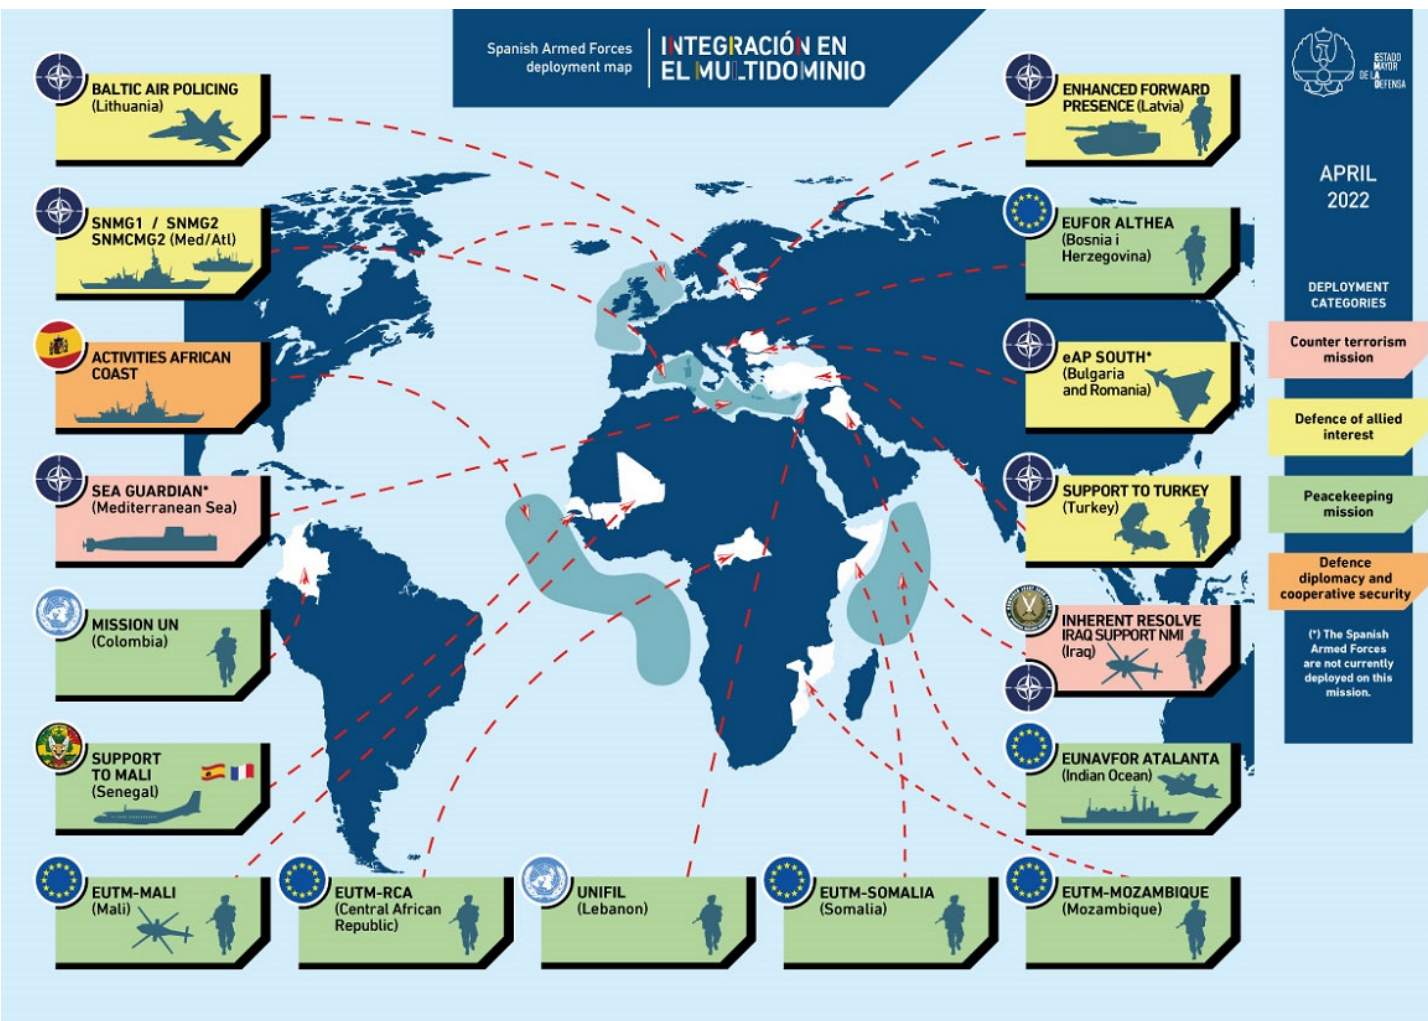 Spanish Armed Forces
deployment map
INTEGRACIÓN EN
EL MULTIDOMINIO
ESTADO
MAYOR
DE LA
DEFENSA
APRIL
2022
DEPLOYMENT
CATEGORIES
Counter terrorism
mission
Defence of allied
interest
Peacekeeping
mission
Defence
diplomacy and
cooperative security
(*) The Spanish
Armed Forces
are not currently
deployed on this
mission.
BALTIC AIR POLICING
(Lithuania)
SNMG1 / SNMG2
SNMCMG2 (Med/Atl)
ACTIVITIES AFRICAN
COAST
SEA GUARDIAN*
(Mediterranean Sea)
MISSION UN
(Colombia)
SUPPORT
TO MALI
(Senegal)
EUTM-MALI
(Mali)
EUTM-RCA
(Central African
Republic)
UNIFIL
(Lebanon)
EUTM-SOMALIA
(Somalia)
EUTM-MOZAMBIQUE
(Mozambique)
ENHANCED FORWARD
PRESENCE (Latvia)
EUFOR ALTHEA
(Bosnia i
Herzegovina)
eAP SOUTH*
(Bulgaria
and Romania)
SUPPORT TO TURKEY
(Turkey)
INHERENT RESOLVE
IRAQ SUPPORT NMI
(Iraq)
EUNAVFOR ATALANTA
(Indian Ocean)